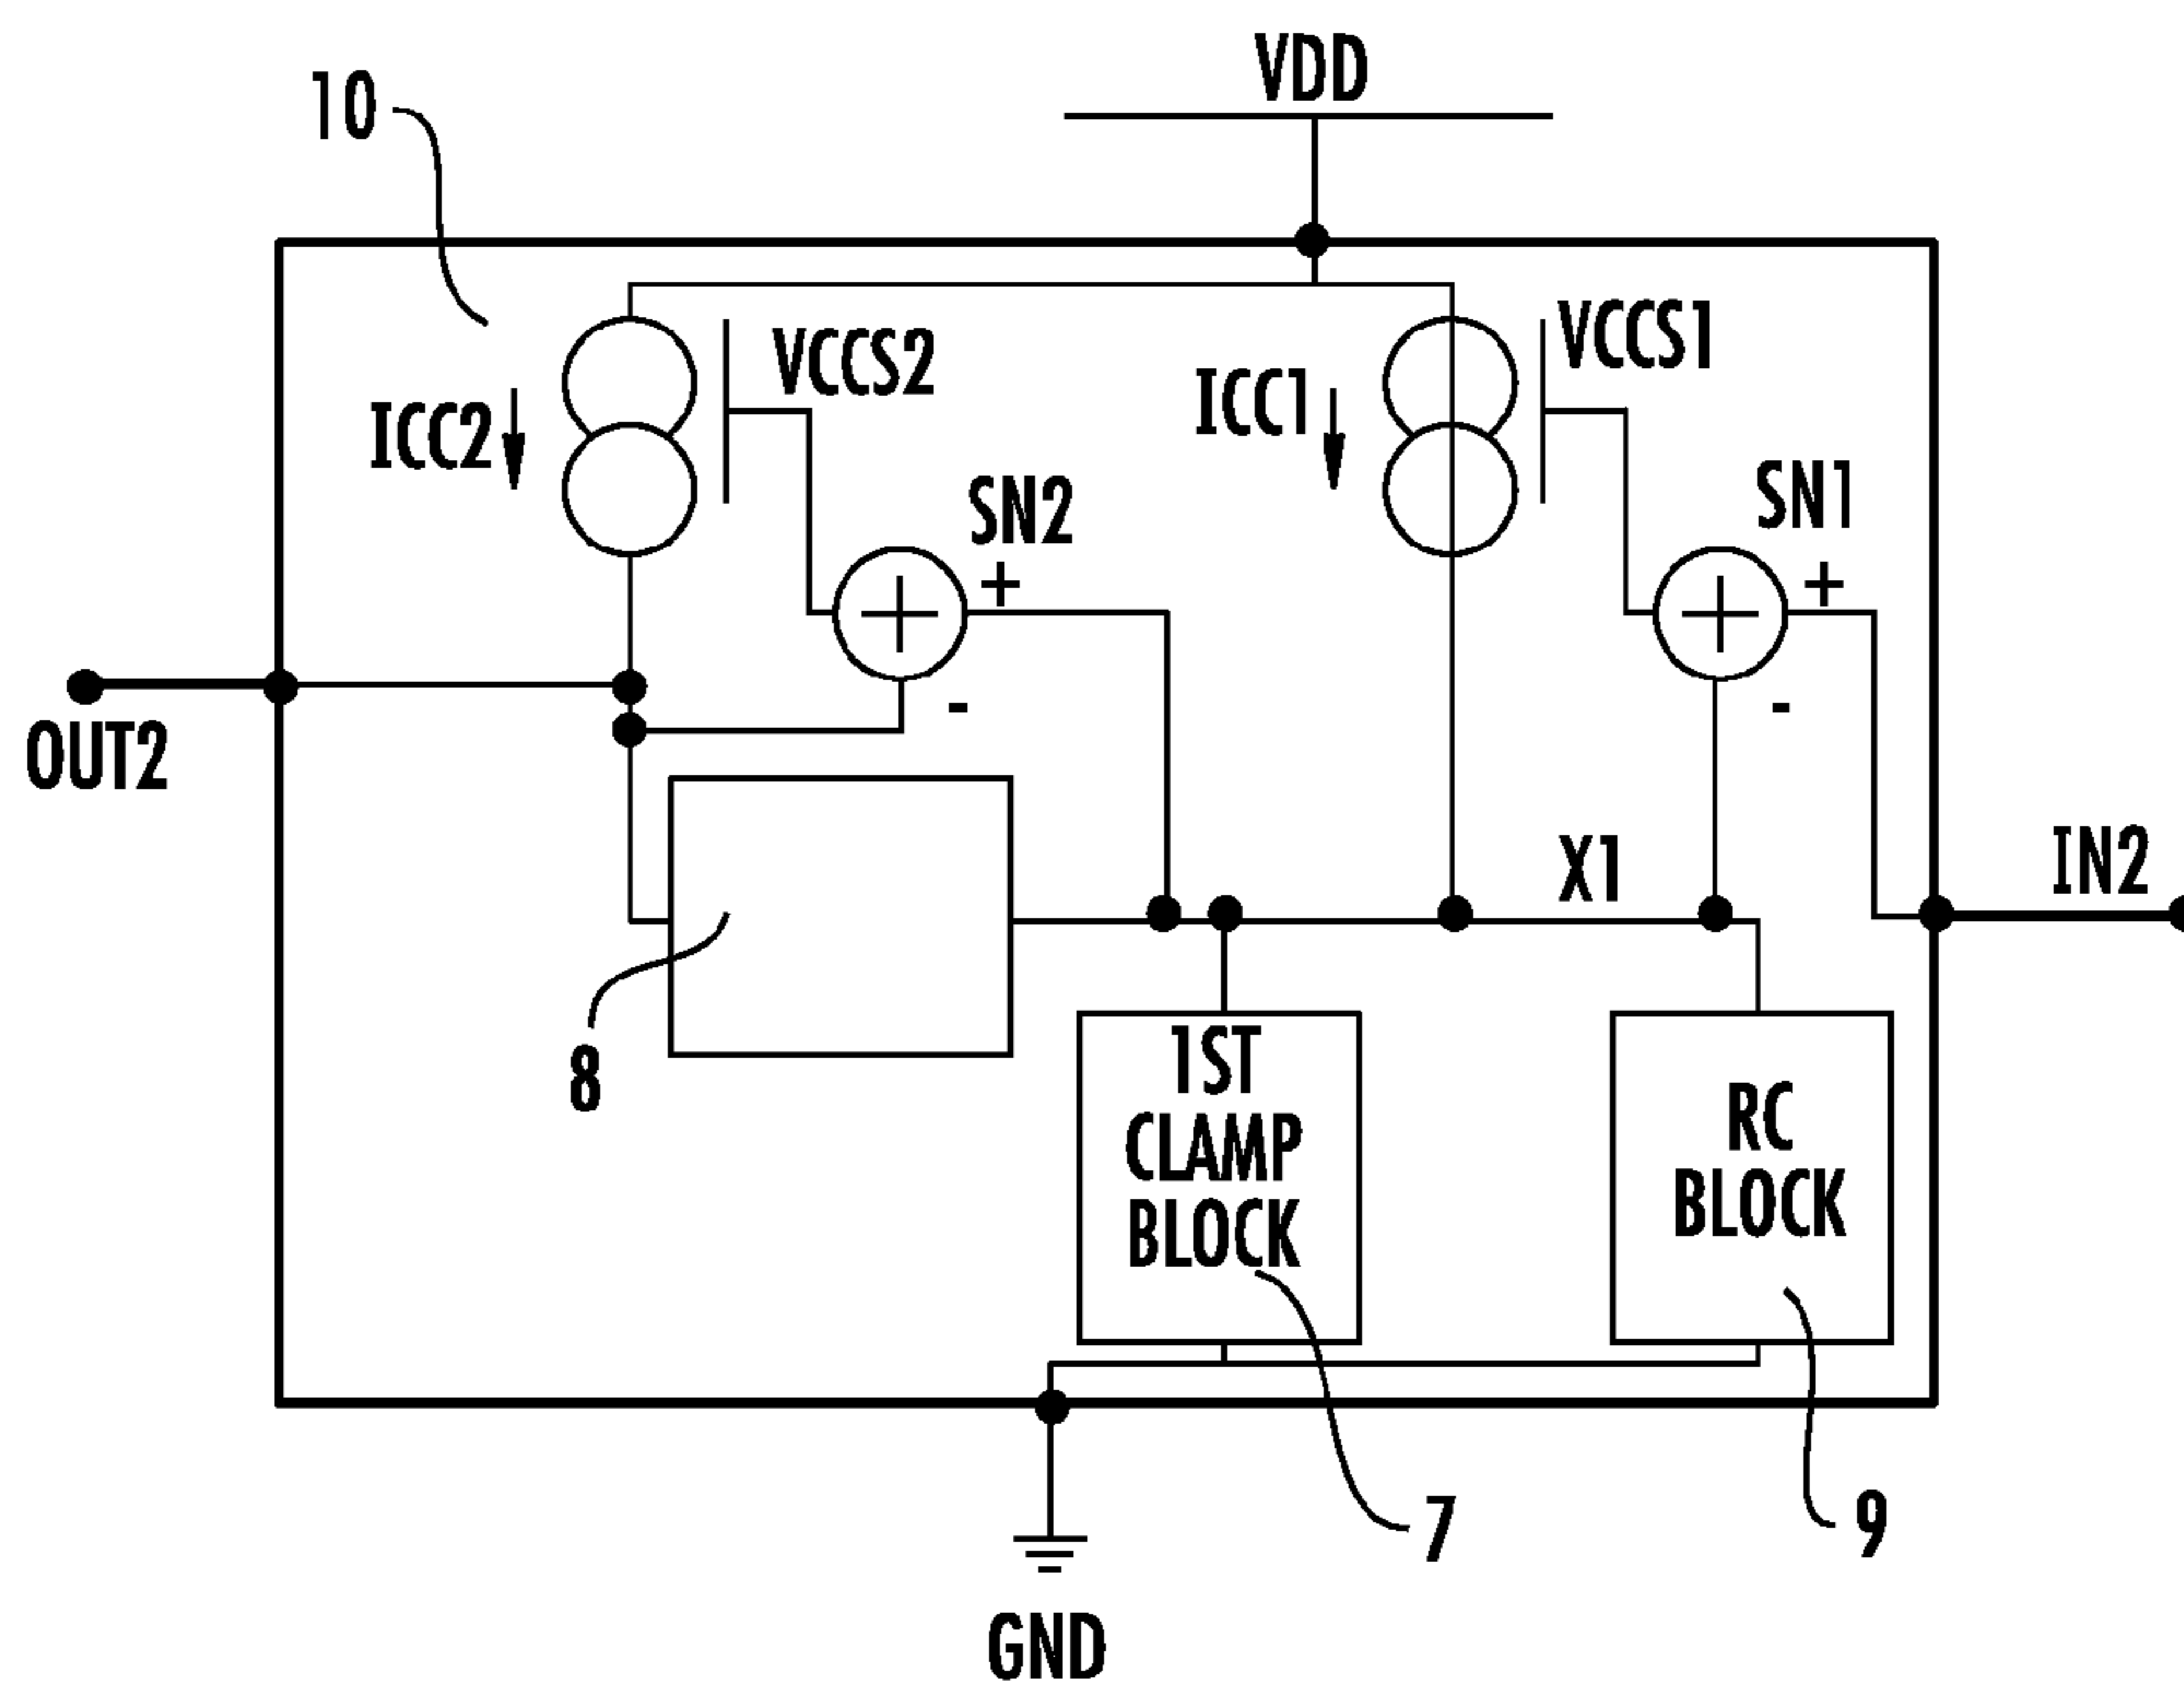 VDD
10
VCCS1
VCCS2
ICC1
ICC2
SN1
SN2
+
+
-
-
OUT2
X1
IN2
1ST
CLAMP
BLOCK
RC
BLOCK
8
7
9
GND